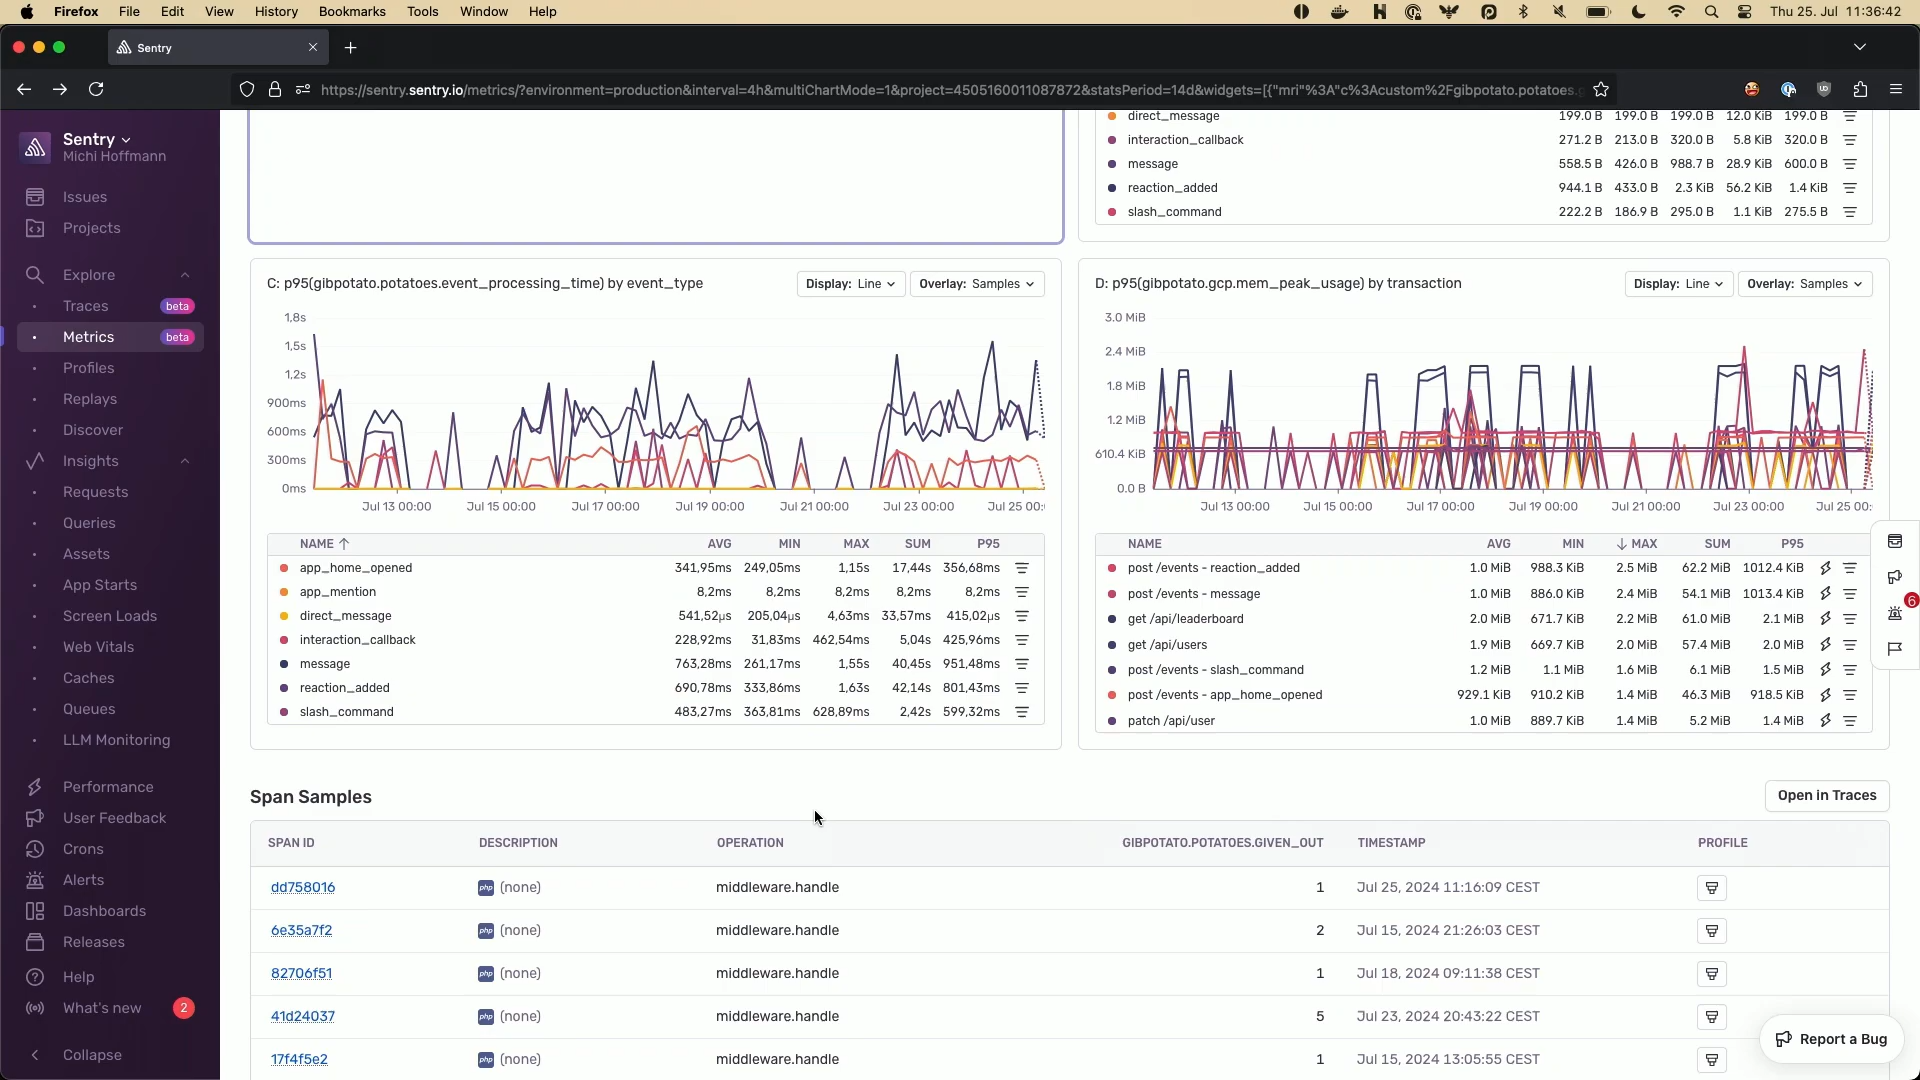 Firefox File Edit View History Bookmarks Tools Window Help Thu 25. Jul 11:36:42
Sentry
https://sentry.sentry.io/metrics/?environment=production&interval=4h&multiChartMode=1&project=4505160011087872&statsPeriod=14d&widgets=[{"mri"%3A"c%3Acustom%2Fgibpotato.potatoes.g
Sentry
Michi Hoffmann
Issues
Projects
Explore
Traces beta
Metrics beta
Profiles
Replays
Discover
Insights
Requests
Queries
Assets
App Starts
Screen Loads
Web Vitals
Caches
Queues
LLM Monitoring
Performance
User Feedback
Crons
Alerts
Dashboards
Releases
Help
What's new 2
Collapse
direct_message 199.0 B 199.0 B 199.0 B 12.0 KiB 199.0 B
interaction_callback 271.2 B 213.0 B 320.0 B 5.8 KiB 320.0 B
message 558.5 B 426.0 B 988.7 B 28.9 KiB 600.0 B
reaction_added 944.1 B 433.0 B 2.3 KiB 56.2 KiB 1.4 KiB
slash_command 222.2 B 186.9 B 295.0 B 1.1 KiB 275.5 B
C: p95(gibpotato.potatoes.event_processing_time) by event_type Display: Line Overlay: Samples
1,8s
1,5s
1,2s
900ms
600ms
300ms
0ms
Jul 13 00:00 Jul 15 00:00 Jul 17 00:00 Jul 19 00:00 Jul 21 00:00 Jul 23 00:00 Jul 25 00:
NAME AVG MIN MAX SUM P95
app_home_opened 341,95ms 249,05ms 1,15s 17,44s 356,68ms
app_mention 8,2ms 8,2ms 8,2ms 8,2ms 8,2ms
direct_message 541,52µs 205,04µs 4,63ms 33,57ms 415,02µs
interaction_callback 228,92ms 31,83ms 462,54ms 5,04s 425,96ms
message 763,28ms 261,17ms 1,55s 40,45s 951,48ms
reaction_added 690,78ms 333,86ms 1,63s 42,14s 801,43ms
slash_command 483,27ms 363,81ms 628,89ms 2,42s 599,32ms
D: p95(gibpotato.gcp.mem_peak_usage) by transaction Display: Line Overlay: Samples
3.0 MiB
2.4 MiB
1.8 MiB
1.2 MiB
610.4 KiB
0.0 B
Jul 13 00:00 Jul 15 00:00 Jul 17 00:00 Jul 19 00:00 Jul 21 00:00 Jul 23 00:00 Jul 25 00:
NAME AVG MIN MAX SUM P95
post /events - reaction_added 1.0 MiB 988.3 KiB 2.5 MiB 62.2 MiB 1012.4 KiB
post /events - message 1.0 MiB 886.0 KiB 2.4 MiB 54.1 MiB 1013.4 KiB
get /api/leaderboard 2.0 MiB 671.7 KiB 2.2 MiB 61.0 MiB 2.1 MiB
get /api/users 1.9 MiB 669.7 KiB 2.0 MiB 57.4 MiB 2.0 MiB
post /events - slash_command 1.2 MiB 1.1 MiB 1.6 MiB 6.1 MiB 1.5 MiB
post /events - app_home_opened 929.1 KiB 910.2 KiB 1.4 MiB 46.3 MiB 918.5 KiB
patch /api/user 1.0 MiB 889.7 KiB 1.4 MiB 5.2 MiB 1.4 MiB
6
Span Samples Open in Traces
SPAN ID DESCRIPTION OPERATION GIBPOTATO.POTATOES.GIVEN_OUT TIMESTAMP PROFILE
dd758016 php (none) middleware.handle 1 Jul 25, 2024 11:16:09 CEST
6e35a7f2 php (none) middleware.handle 2 Jul 15, 2024 21:26:03 CEST
82706f51 php (none) middleware.handle 1 Jul 18, 2024 09:11:38 CEST
41d24037 php (none) middleware.handle 5 Jul 23, 2024 20:43:22 CEST
17f4f5e2 php (none) middleware.handle 1 Jul 15, 2024 13:05:55 CEST
Report a Bug